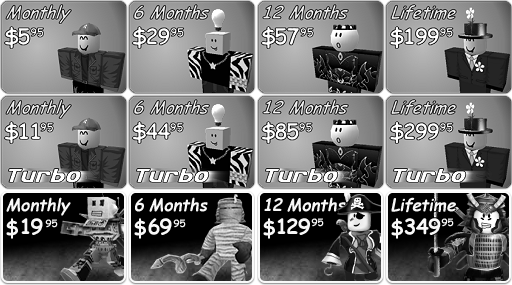 Monthly
$5.95
6 Months
$29.95
12 Months
$57.95
Lifetime
$199.95
Monthly
$11.95
Turbo
6 Months
$44.95
Turbo
12 Months
$85.95
Turbo
Lifetime
$299.95
Turbo
Monthly
$19.95
6 Months
$69.95
12 Months
$129.95
Lifetime
$349.95